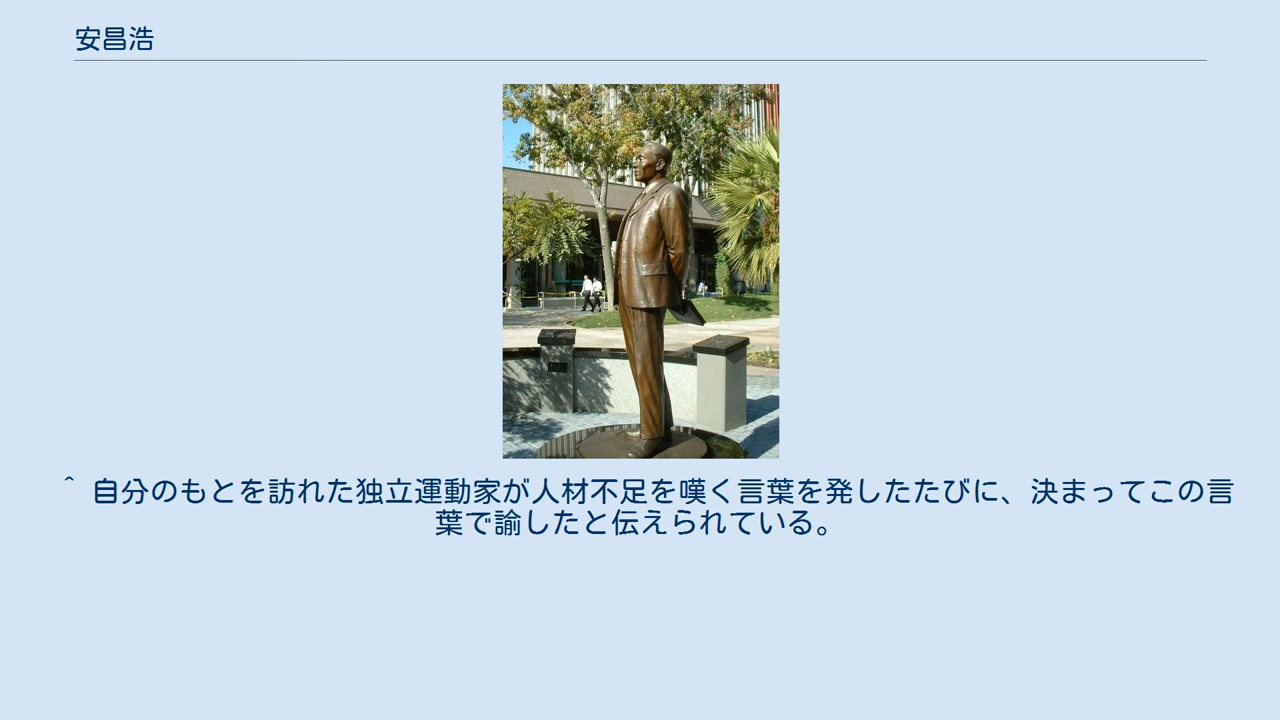 安昌浩
^ 自分のもとを訪れた独立運動家が人材不足を嘆く言葉を発したたびに、決まってこの言
葉で諭したと伝えられている。